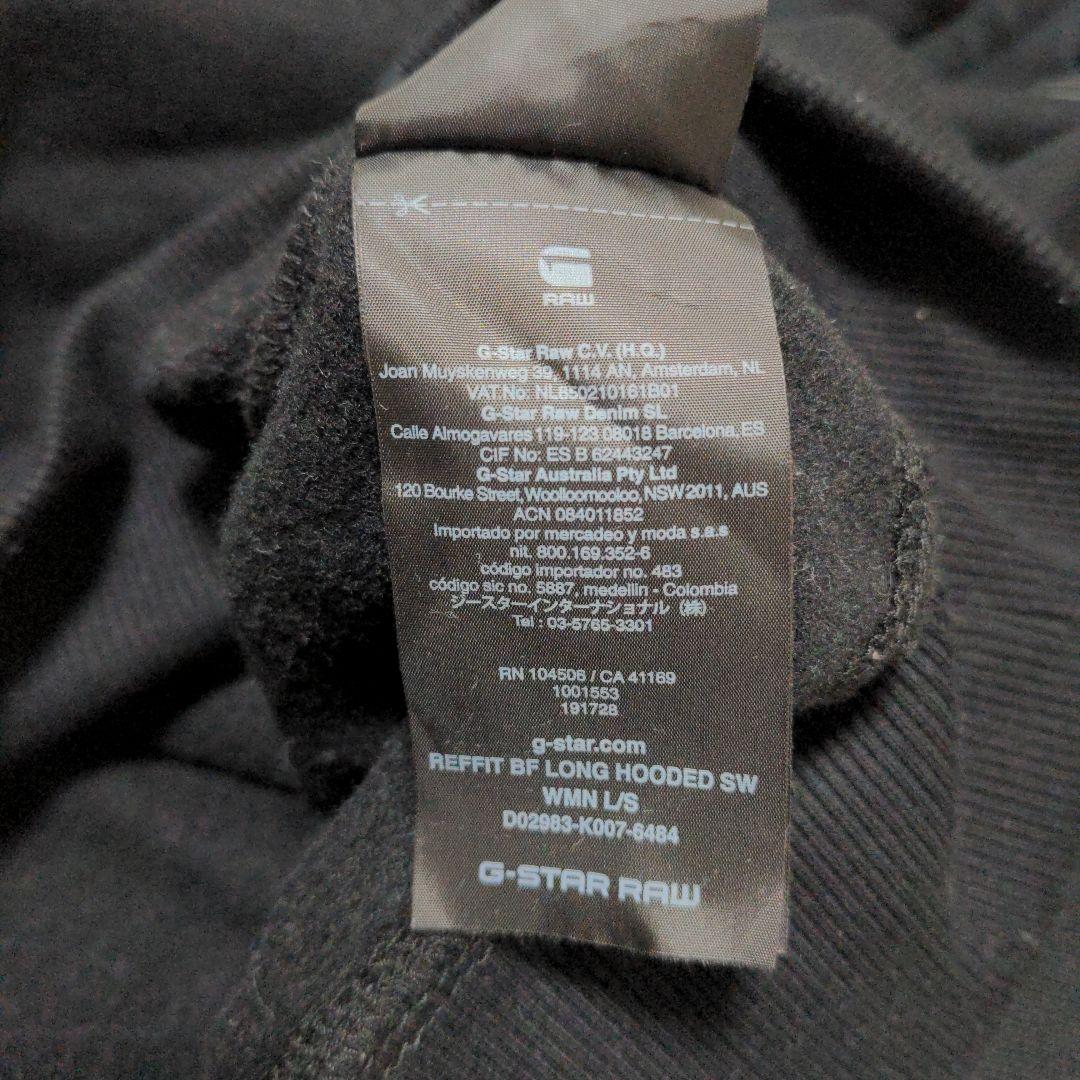 RAW
G-Star Raw C.V. (H.Q.)
Joan Muyskenweg 39, 1114 AN, Amsterdam, NL
VAT No: NL850210161B01
G-Star Raw Denim SL
Calle Almogavares 119-123 08018 Barcelona, ES
CIF No: ES B 62443247
G-Star Australia Pty Ltd
120 Bourke Street, Woolloomooloo, NSW 2011, AUS
ACN 084011852
Importado por mercadeo y moda s.a.s
nit. 800.169.352-6
código importador no. 483
código sic no. 5887, medellin - Colombia
ジースターインターナショナル (株)
Tel : 03-5765-3301
RN 104506 / CA 41169
1001553
191728
g-star.com
REFFIT BF LONG HOODED SW
WMN L/S
D02983-K007-6484
G-STAR RAW